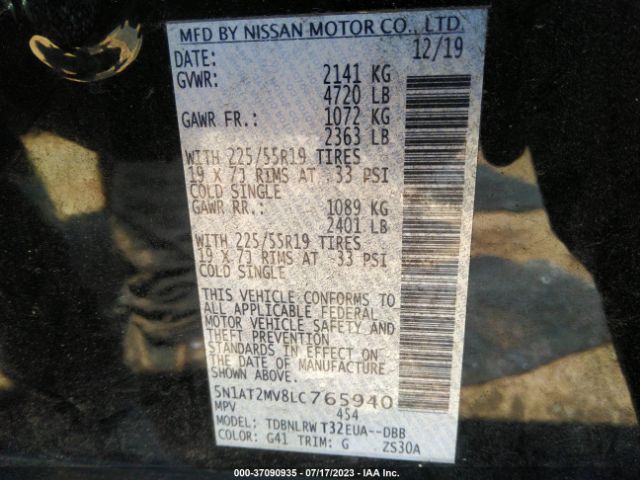 MFD BY NISSAN MOTOR CO., LTD.
DATE: 12/19
GVWR: 2141 KG
4720 LB
GAWR FR.: 1072 KG
2363 LB
WITH 225/55R19 TIRES
19 X 7J RIMS AT 33 PSI
COLD SINGLE
GAWR RR.: 1089 KG
2401 LB
WITH 225/55R19 TIRES
19 X 7J RIMS AT 33 PSI
COLD SINGLE
THIS VEHICLE CONFORMS TO
ALL APPLICABLE FEDERAL
MOTOR VEHICLE SAFETY AND
THEFT PREVENTION
STANDARDS IN EFFECT ON
THE DATE OF MANUFACTURE
SHOWN ABOVE.
5N1AT2MV8LC765940
MPV 454
MODEL: TDBNLRWT32EUA--DBB
COLOR: G41 TRIM: G ZS30A
000-37090935 - 07/17/2023 - IAA Inc.